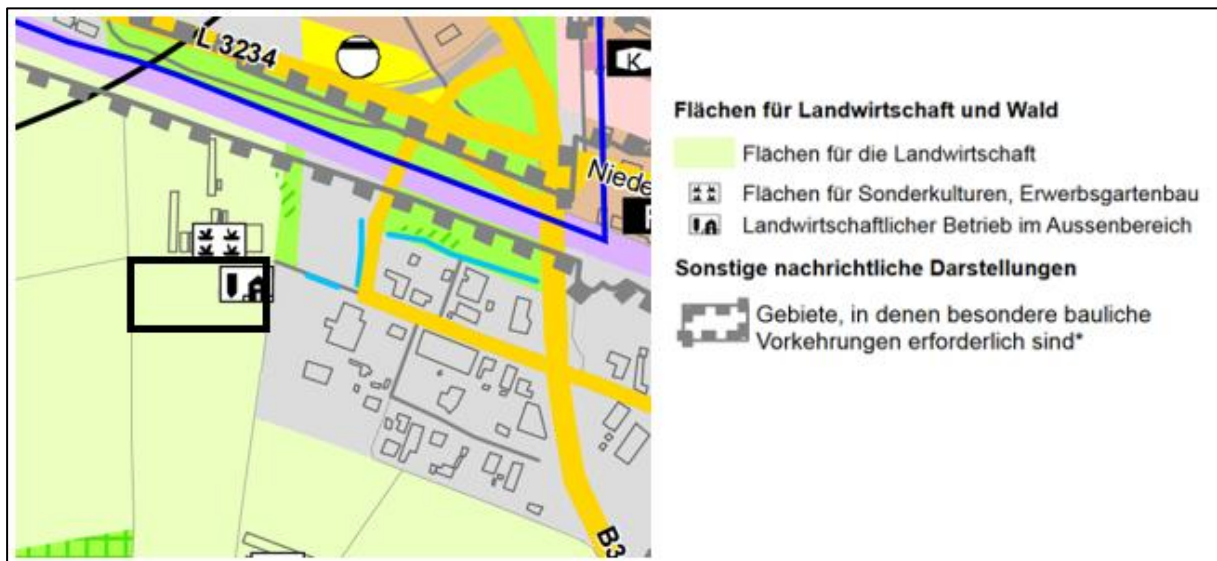 L 3234
K
Niede
B3
Flächen für Landwirtschaft und Wald
Flächen für die Landwirtschaft
Flächen für Sonderkulturen, Erwerbsgartenbau
Landwirtschaftlicher Betrieb im Aussenbereich
Sonstige nachrichtliche Darstellungen
Gebiete, in denen besondere bauliche
Vorkehrungen erforderlich sind*